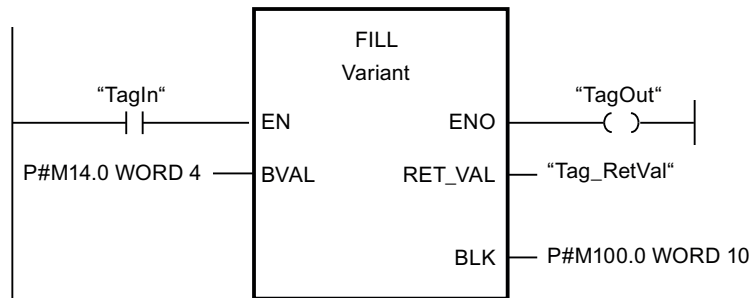 FILL
Variant
“TagIn“
“TagOut“
EN
ENO
P#M14.0 WORD 4
BVAL
RET_VAL
“Tag_RetVal“
BLK
P#M100.0 WORD 10